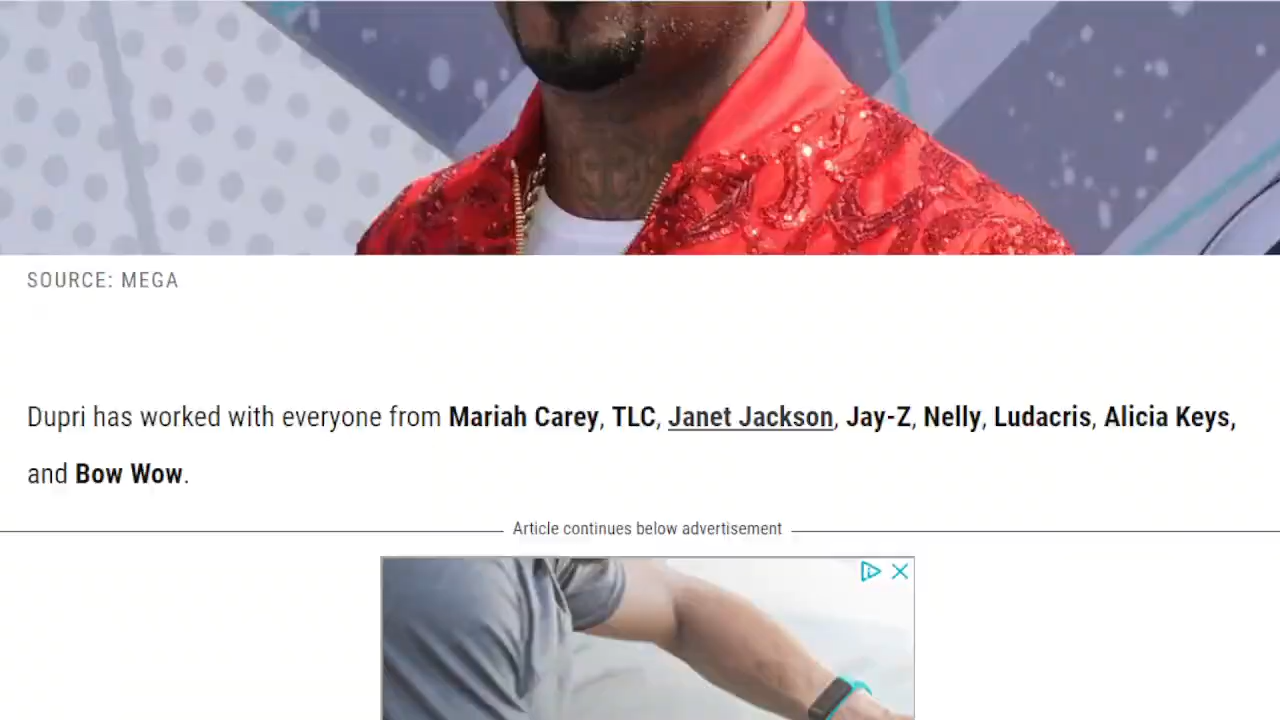 SOURCE: MEGA
Dupri has worked with everyone from Mariah Carey, TLC, Janet Jackson, Jay-Z, Nelly, Ludacris, Alicia Keys,
and Bow Wow.
Article continues below advertisement